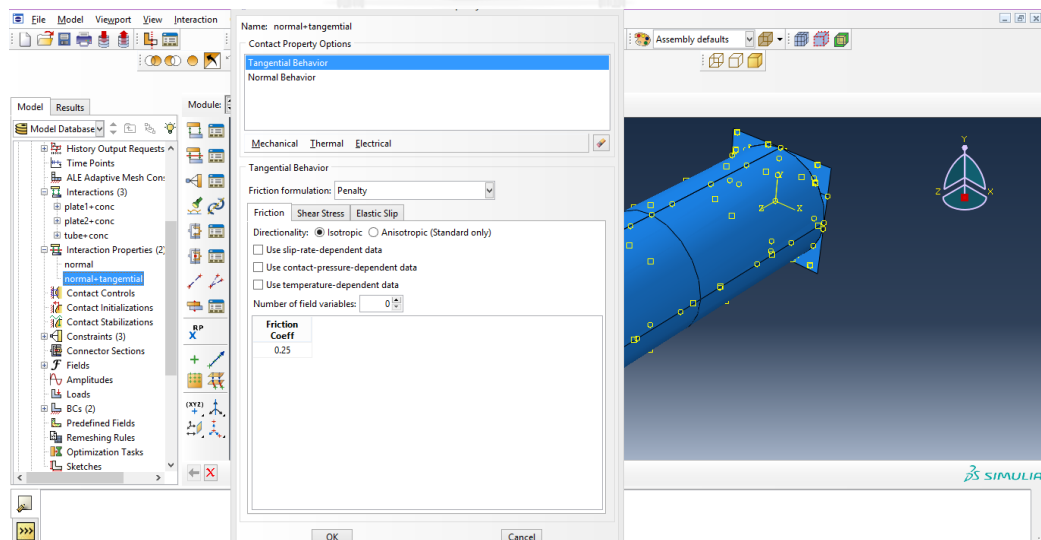 File Model Viewport View Interaction
Assembly defaults
Model Results
Module:
Model Database
History Output Requests
Time Points
ALE Adaptive Mesh Con
Interactions (3)
plate1+conc
plate2+conc
tube+conc
Interaction Properties (2)
normal
normal+tangemtial
Contact Controls
Contact Initializations
Contact Stabilizations
Constraints (3)
Connector Sections
Fields
Amplitudes
Loads
BCs (2)
Predefined Fields
Remeshing Rules
Optimization Tasks
Sketches
RP
(XYZ)
>>>
Name: normal+tangemtial
Contact Property Options
Tangential Behavior
Normal Behavior
Mechanical Thermal Electrical
Tangential Behavior
Friction formulation: Penalty
Friction Shear Stress Elastic Slip
Directionality: Isotropic Anisotropic (Standard only)
Use slip-rate-dependent data
Use contact-pressure-dependent data
Use temperature-dependent data
Number of field variables: 0
Friction
Coeff
0.25
OK Cancel
Y
Z X
Y
Z X
SIMULIA